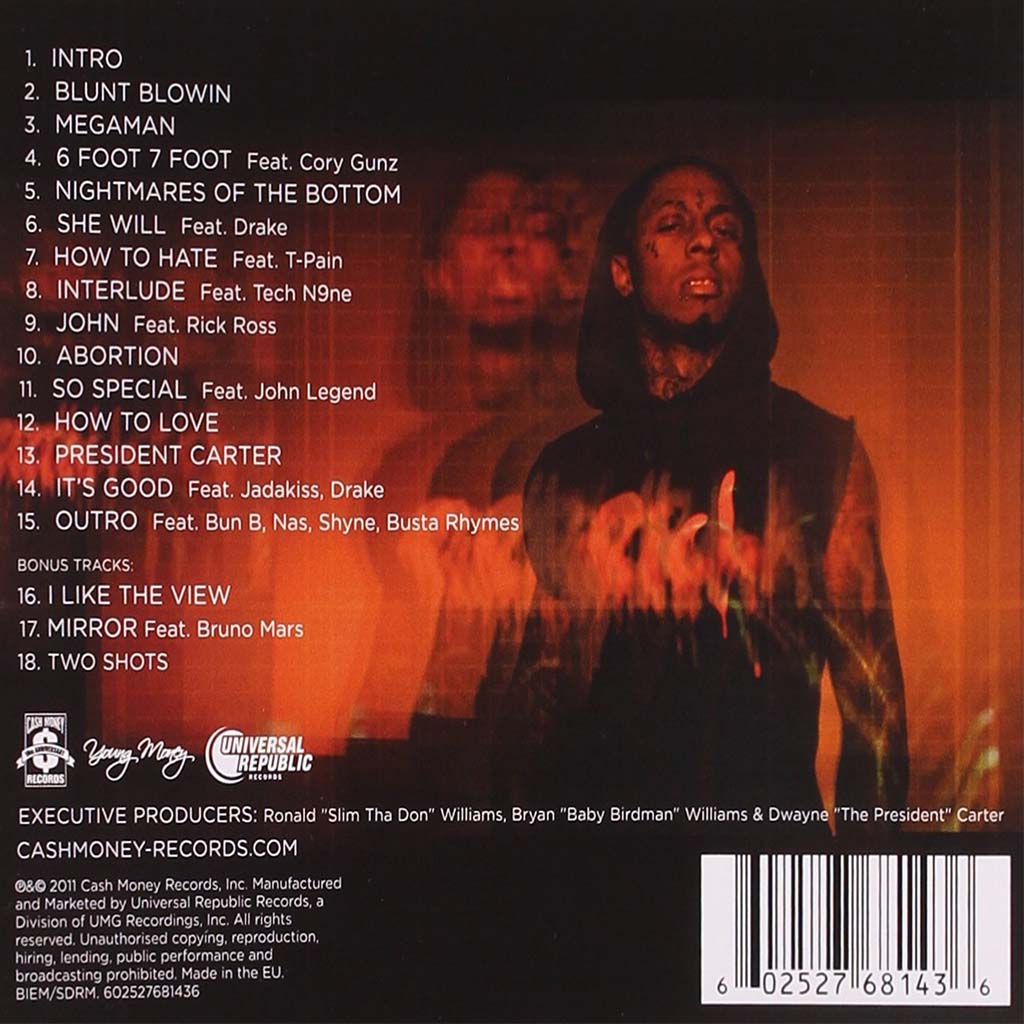 1. INTRO
2. BLUNT BLOWIN
3. MEGAMAN
4. 6 FOOT 7 FOOT Feat. Cory Gunz
5. NIGHTMARES OF THE BOTTOM
6. SHE WILL Feat. Drake
7. HOW TO HATE Feat. T-Pain
8. INTERLUDE Feat. Tech N9ne
9. JOHN Feat. Rick Ross
10. ABORTION
11. SO SPECIAL Feat. John Legend
12. HOW TO LOVE
13. PRESIDENT CARTER
14. IT'S GOOD Feat. Jadakiss, Drake
15. OUTRO Feat. Bun B, Nas, Shyne, Busta Rhymes
BONUS TRACKS:
16. I LIKE THE VIEW
17. MIRROR Feat. Bruno Mars
18. TWO SHOTS
CASH MONEY
RECORDS
Young Money
UNIVERSAL
REPUBLIC
RECORDS
EXECUTIVE PRODUCERS: Ronald "Slim Tha Don" Williams, Bryan "Baby Birdman" Williams & Dwayne "The President" Carter
CASHMONEY-RECORDS.COM
℗&© 2011 Cash Money Records, Inc. Manufactured
and Marketed by Universal Republic Records, a
Division of UMG Recordings, Inc. All rights
reserved. Unauthorised copying, reproduction,
hiring, lending, public performance and
broadcasting prohibited. Made in the EU.
BIEM/SDRM. 602527681436
6 02527 68143 6